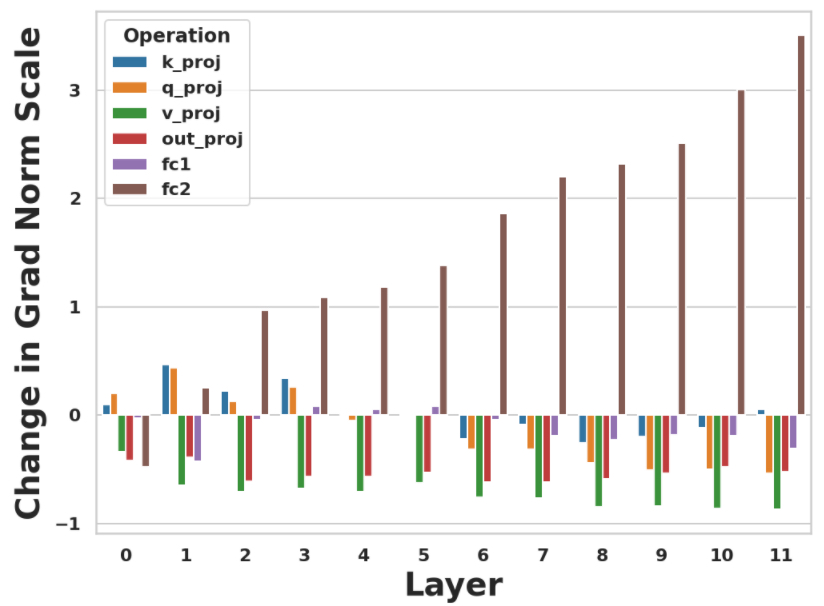 Change in Grad Norm Scale
Operation
k_proj
q_proj
v_proj
out_proj
fc1
fc2
3
2
1
0
−1
0 1 2 3 4 5 6 7 8 9 10 11
Layer